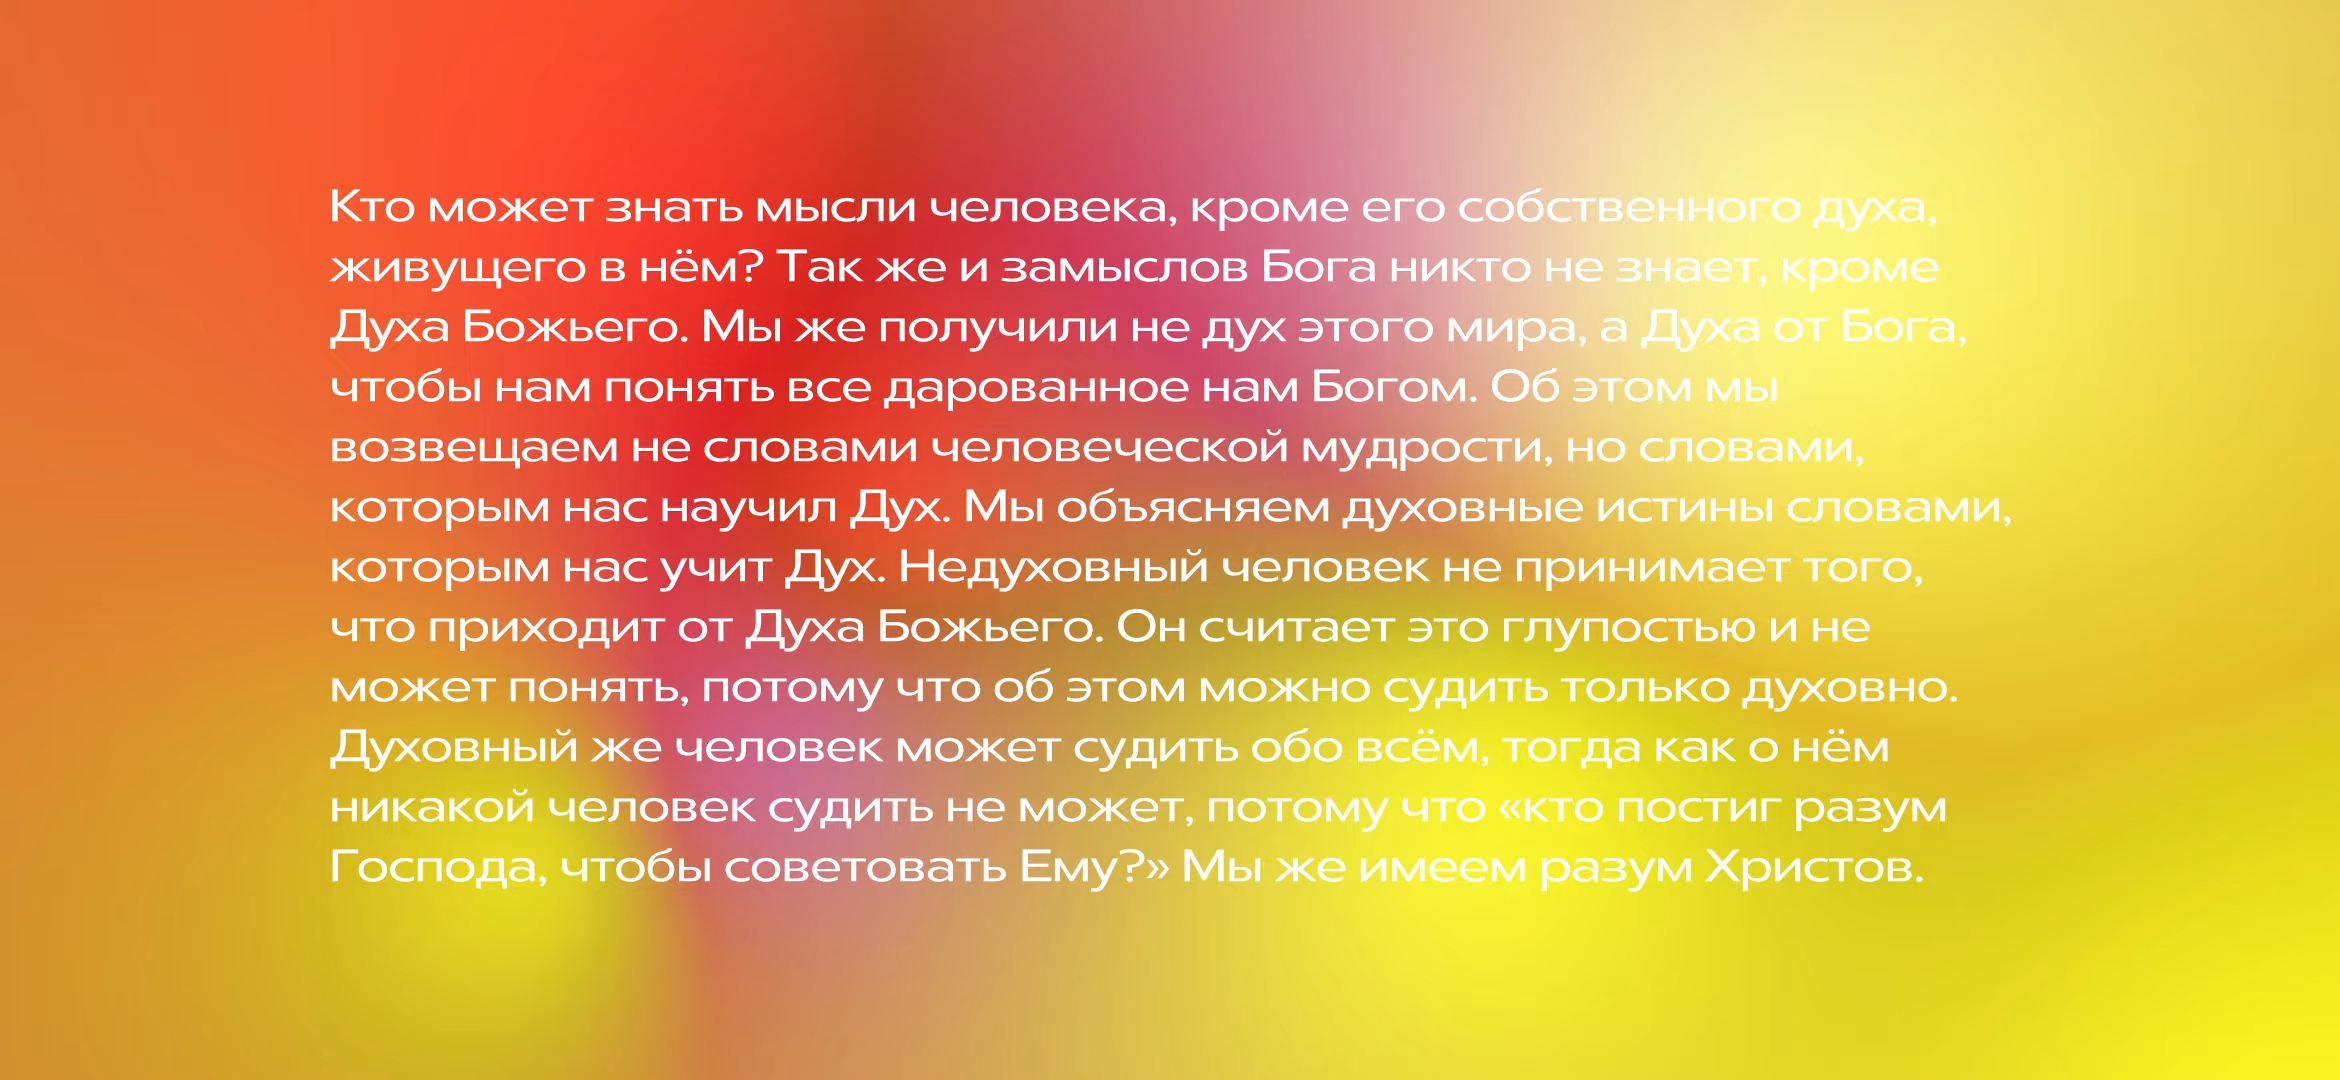 Кто может знать мысли человека, кроме его собственного духа,
живущего в нём? Так же и замыслов Бога никто не знает, кроме
Духа Божьего. Мы же получили не дух этого мира, а Духа от Бога,
чтобы нам понять все дарованное нам Богом. Об этом мы
возвещаем не словами человеческой мудрости, но словами,
которым нас научил Дух. Мы объясняем духовные истины словами,
которым нас учит Дух. Недуховный человек не принимает того,
что приходит от Духа Божьего. Он считает это глупостью и не
может понять, потому что об этом можно судить только духовно.
Духовный же человек может судить обо всём, тогда как о нём
никакой человек судить не может, потому что «кто постиг разум
Господа, чтобы советовать Ему?» Мы же имеем разум Христов.